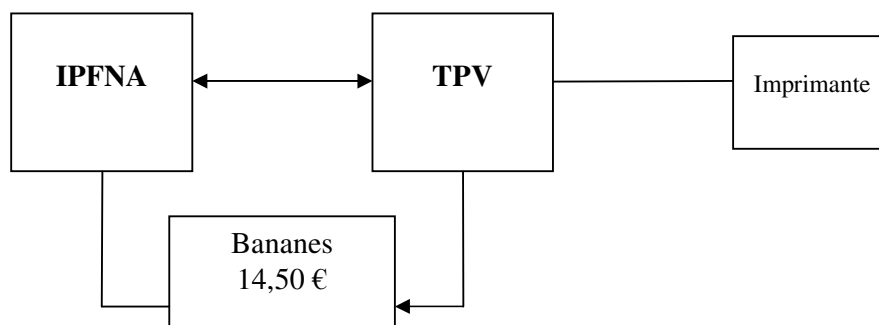 IPFNA
TPV
Imprimante
Bananes
14,50 €